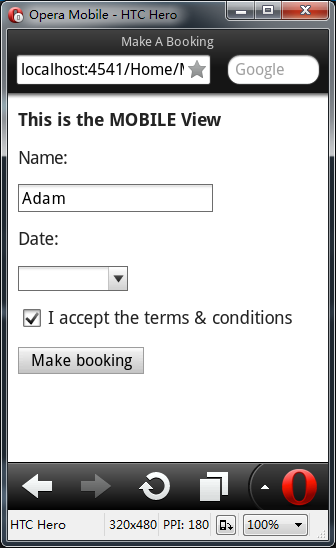 Opera Mobile - HTC Hero
Make A Booking
localhost:4541/Home/
Google
This is the MOBILE View
Name:
Adam
Date:
I accept the terms & conditions
Make booking
HTC Hero 320x480 PPI: 180 100%